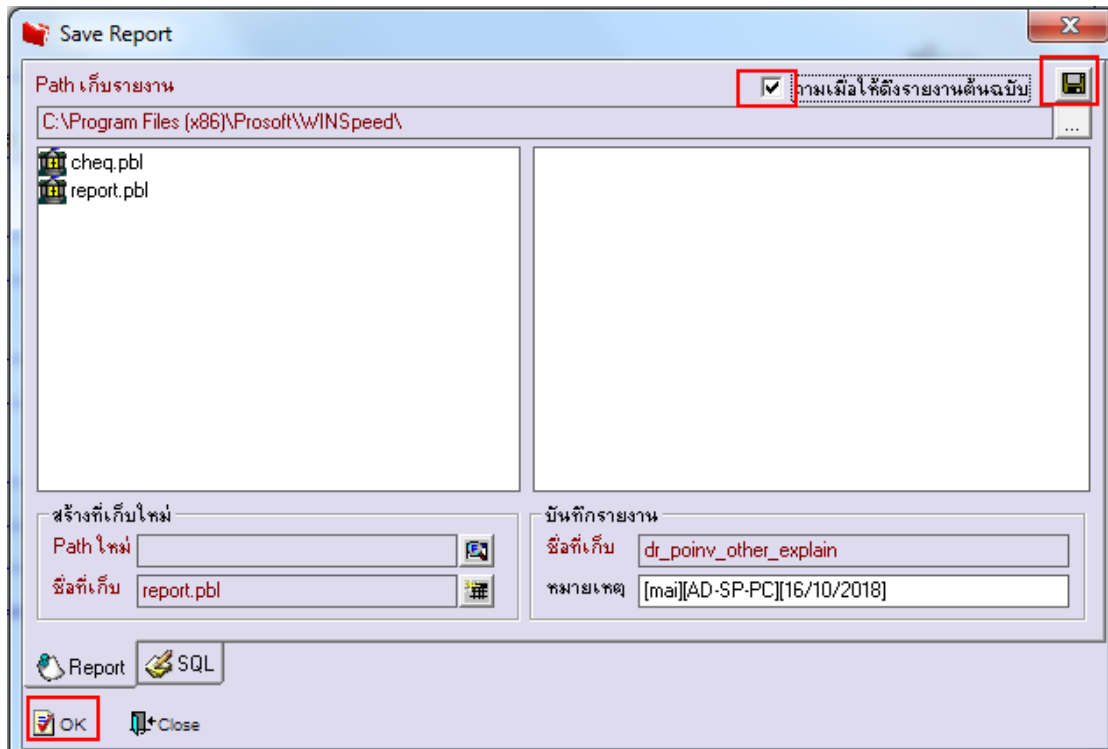 Save Report
Path เก็บรายงาน
ถามเมื่อให้ดึงรายงานต้นฉบับ
C:\Program Files (x86)\Prosoft\WINSpeed\
...
cheq.pbl
report.pbl
สร้างที่เก็บใหม่
Path ใหม่
ชื่อที่เก็บ report.pbl
บันทึกรายงาน
ชื่อที่เก็บ dr_poinv_other_explain
หมายเหตุ [mai][AD-SP-PC][16/10/2018]
Report SQL
OK Close